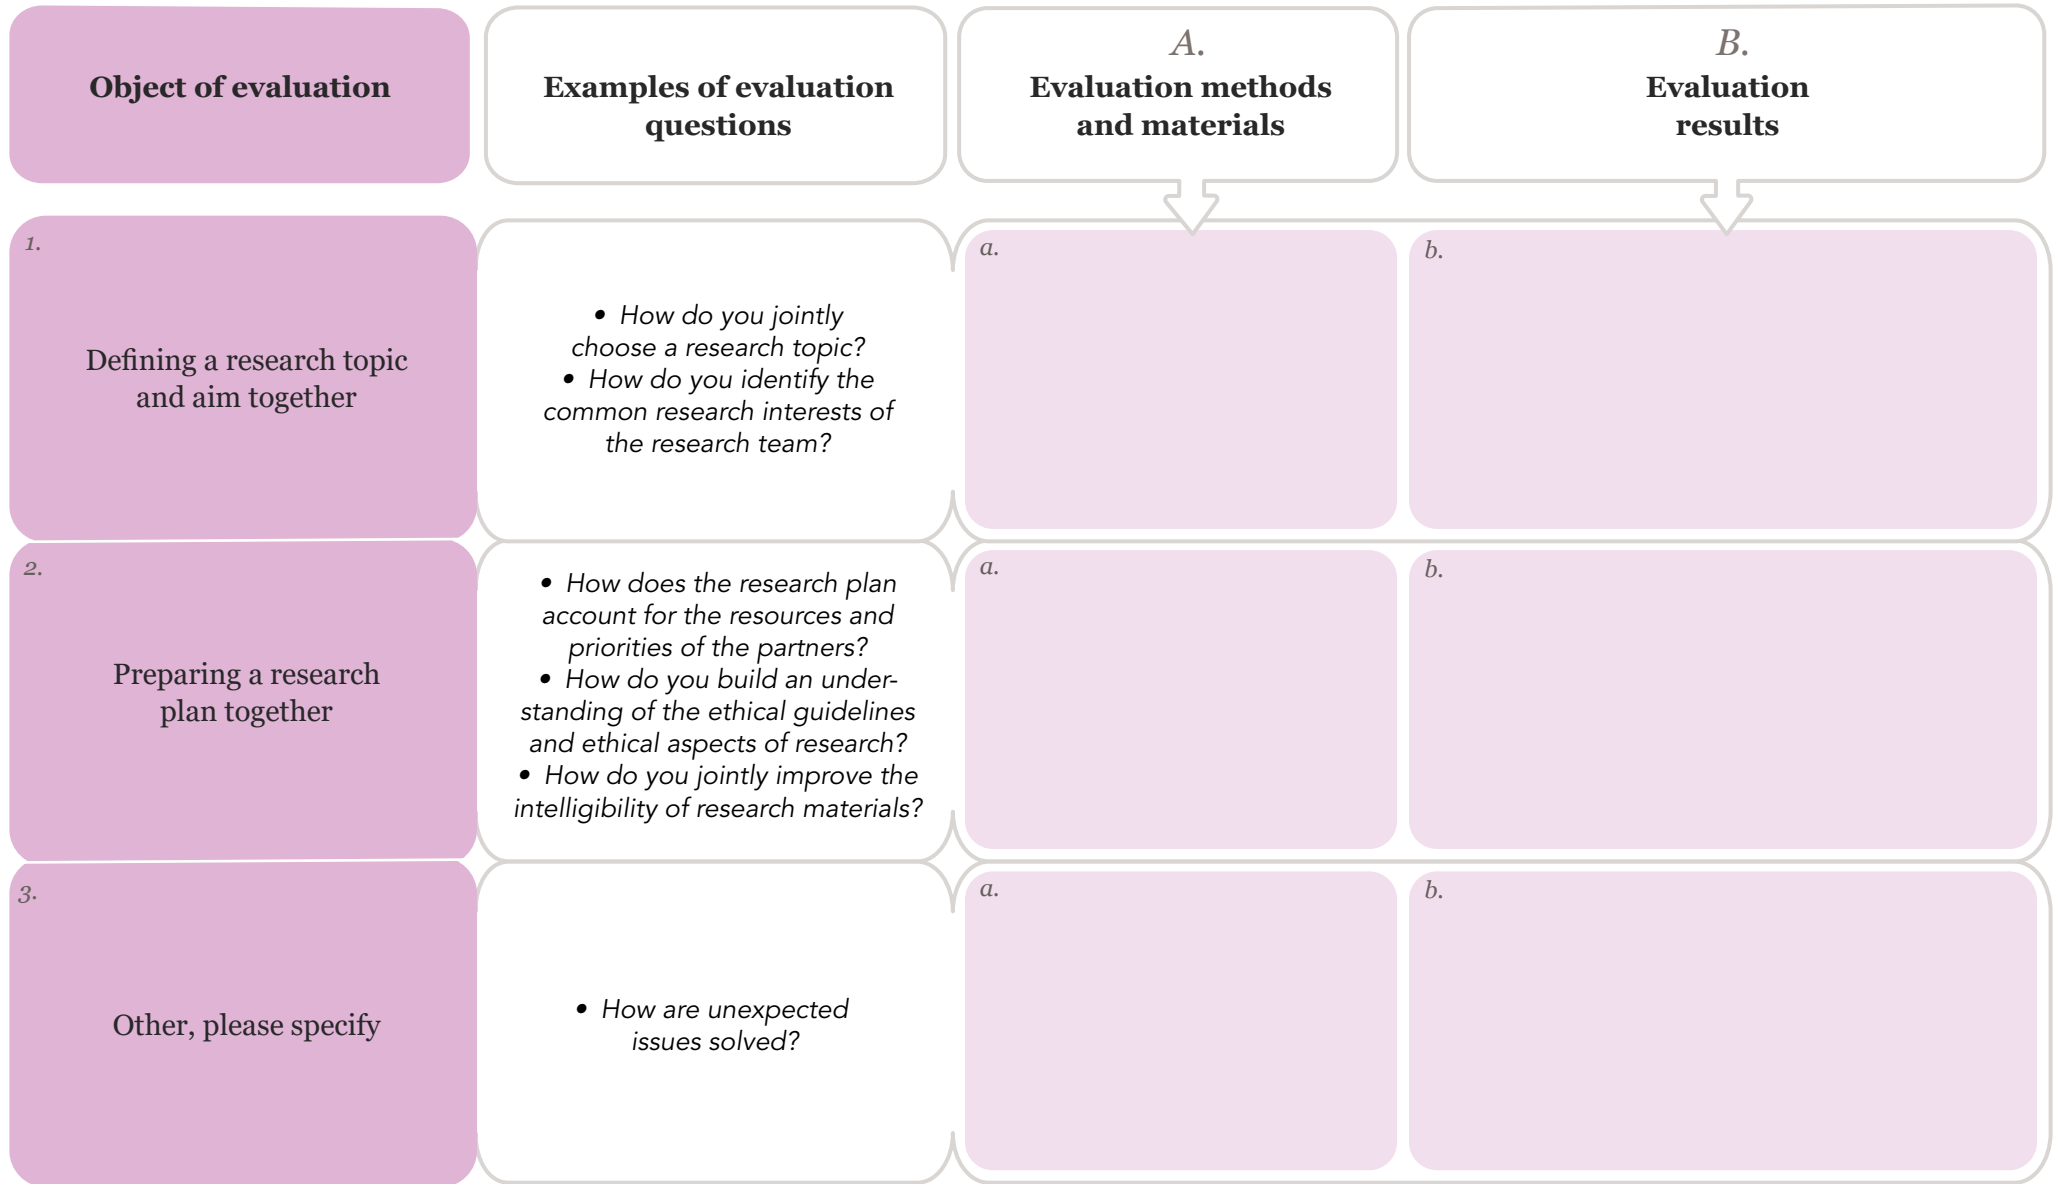 Object of evaluation
Examples of evaluation
questions
A.
Evaluation methods
and materials
B.
Evaluation
results
1.
Defining a research topic
and aim together
• How do you jointly
choose a research topic?
• How do you identify the
common research interests of
the research team?
a.
b.
2.
Preparing a research
plan together
• How does the research plan
account for the resources and
priorities of the partners?
• How do you build an under-
standing of the ethical guidelines
and ethical aspects of research?
• How do you jointly improve the
intelligibility of research materials?
a.
b.
3.
Other, please specify
• How are unexpected
issues solved?
a.
b.